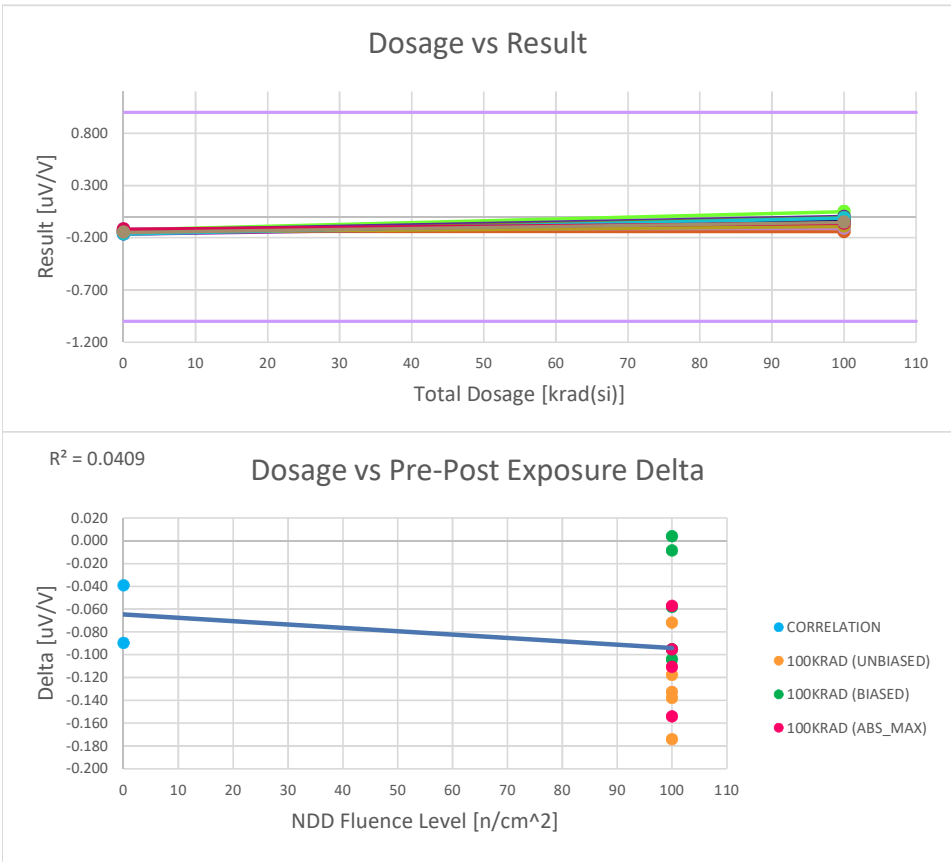 Dosage vs Result
0.800
0.300
-0.200
-0.700
-1.200
Result [uV/V]
0 10 20 30 40 50 60 70 80 90 100 110
Total Dosage [krad(si)]
R² = 0.0409
Dosage vs Pre-Post Exposure Delta
0.020
0.000
-0.020
-0.040
-0.060
-0.080
-0.100
-0.120
-0.140
-0.160
-0.180
-0.200
Delta [uV/V]
0 10 20 30 40 50 60 70 80 90 100 110
NDD Fluence Level [n/cm^2]
CORRELATION
100KRAD (UNBIASED)
100KRAD (BIASED)
100KRAD (ABS_MAX)